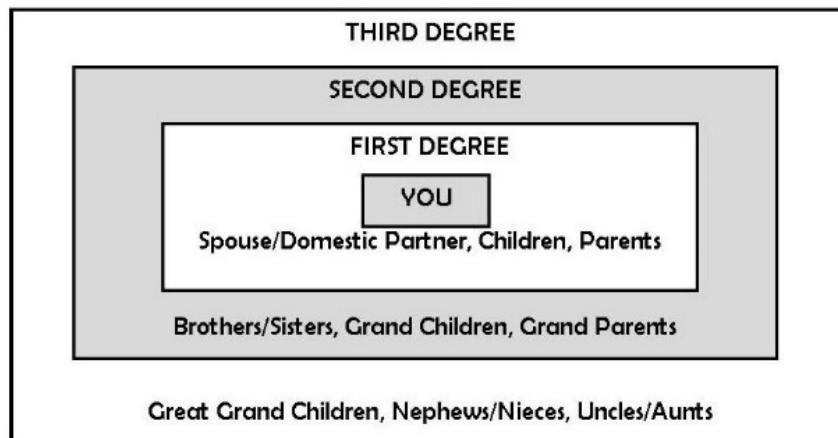 THIRD DEGREE
SECOND DEGREE
FIRST DEGREE
YOU
Spouse/Domestic Partner, Children, Parents
Brothers/Sisters, Grand Children, Grand Parents
Great Grand Children, Nephews/Nieces, Uncles/Aunts